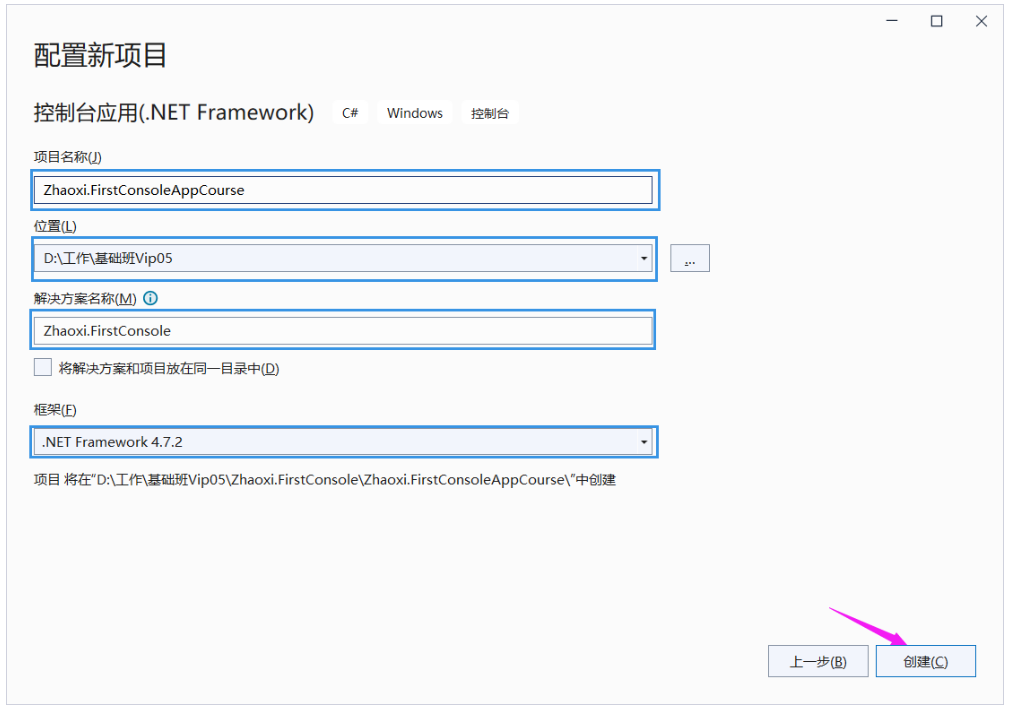 配置新项目
控制台应用(.NET Framework) C# Windows 控制台
项目名称(J)
Zhaoxi.FirstConsoleAppCourse
位置(L)
D:\工作\基础班Vip05 ...
解决方案名称(M)
Zhaoxi.FirstConsole
将解决方案和项目放在同一目录中(D)
框架(F)
.NET Framework 4.7.2
项目 将在"D:\工作\基础班Vip05\Zhaoxi.FirstConsole\Zhaoxi.FirstConsoleAppCourse\"中创建
上一步(B) 创建(C)